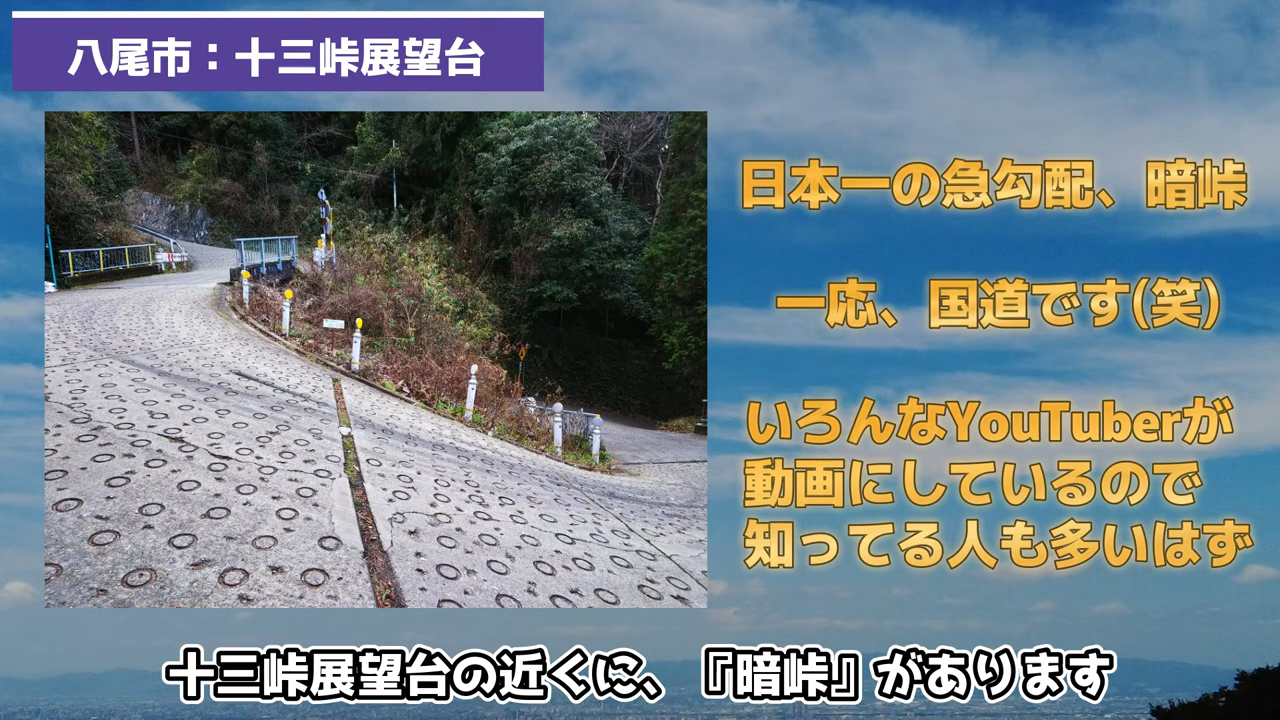 八尾市：十三峠展望台
日本一の急勾配、暗峠
一応、国道です(笑)
いろんなYouTuberが
動画にしているので
知ってる人も多いはず
十三峠展望台の近くに、『暗峠』があります